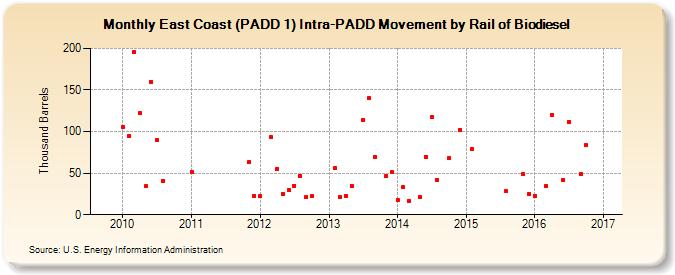 Monthly East Coast (PADD 1) Intra-PADD Movement by Rail of Biodiesel
Thousand Barrels
200
150
100
50
0
2010 2011 2012 2013 2014 2015 2016 2017
Source: U.S. Energy Information Administration